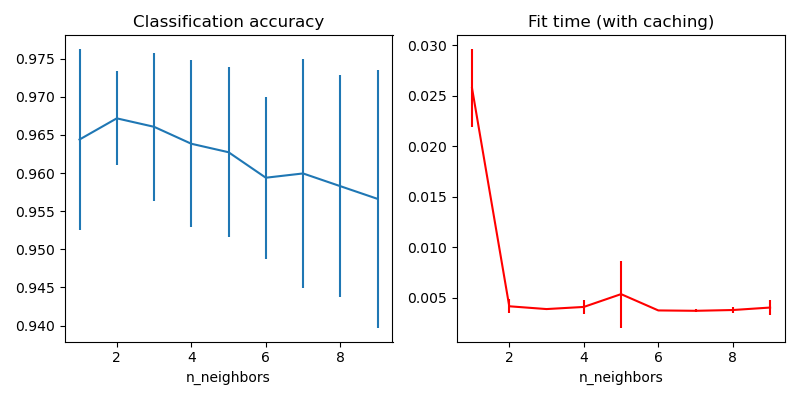 Classification accuracy
0.975
0.970
0.965
0.960
0.955
0.950
0.945
0.940
2 4 6 8
n_neighbors
Fit time (with caching)
0.030
0.025
0.020
0.015
0.010
0.005
2 4 6 8
n_neighbors